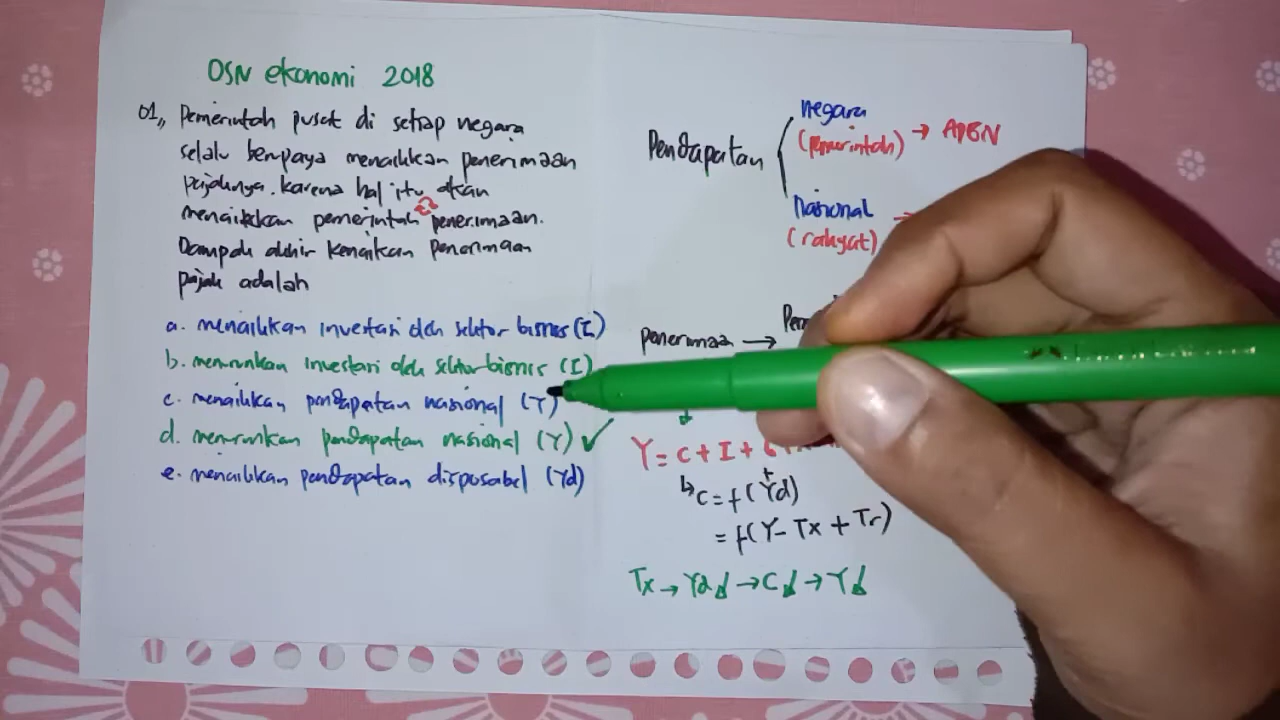 OSN ekonomi 2018
01,, Pemerintah pusat di setiap negara
selalu berupaya menaikkan penerimaan
pajaknya. karena hal itu akan
menaikkan pemerintah penerimaan.
Dampak akhir kenaikan penerimaan
pajak adalah
a. menaikkan investasi oleh sektor bisnis (I)
b. menurunkan investasi oleh sektor bisnis (I)
c. menaikkan pendapatan nasional (Y)
d. menurunkan pendapatan nasional (Y) ✓
e. menaikkan pendapatan disposabel (Yd)
Pendapatan
negara
(pemerintah) → APBN
Nasional →
(rakyat)
penerimaan →
Y = C + I +
↳ C = f(Yd)
= f(Y - Tx + Tr)
Tx → Yd↓ → C↓ → Y↓